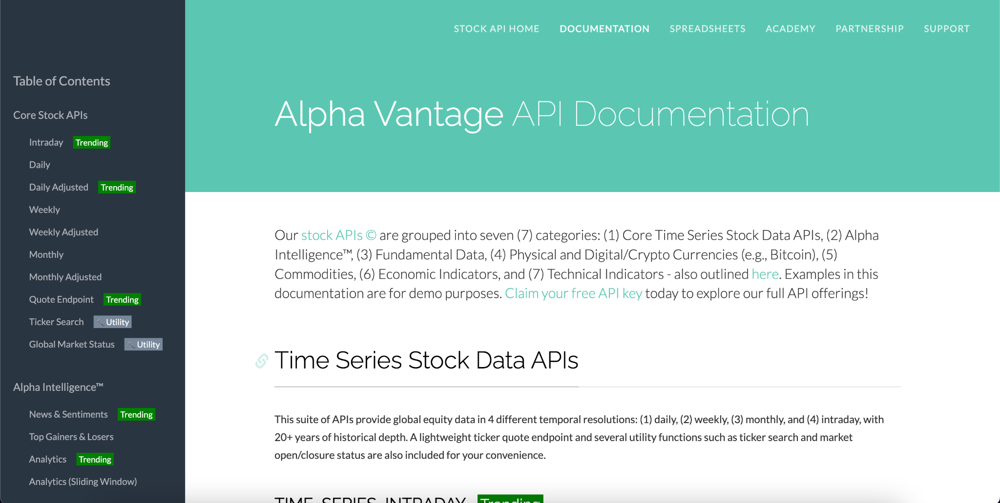 STOCK API HOME DOCUMENTATION SPREADSHEETS ACADEMY PARTNERSHIP SUPPORT
Table of Contents
Core Stock APIs
Intraday Trending
Daily
Daily Adjusted Trending
Weekly
Weekly Adjusted
Monthly
Monthly Adjusted
Quote Endpoint Trending
Ticker Search Utility
Global Market Status Utility
Alpha Intelligence™
News & Sentiments Trending
Top Gainers & Losers
Analytics Trending
Analytics (Sliding Window)
Alpha Vantage API Documentation
Our stock APIs © are grouped into seven (7) categories: (1) Core Time Series Stock Data APIs, (2) Alpha
Intelligence™, (3) Fundamental Data, (4) Physical and Digital/Crypto Currencies (e.g., Bitcoin), (5)
Commodities, (6) Economic Indicators, and (7) Technical Indicators - also outlined here. Examples in this
documentation are for demo purposes. Claim your free API key today to explore our full API offerings!
Time Series Stock Data APIs
This suite of APIs provide global equity data in 4 different temporal resolutions: (1) daily, (2) weekly, (3) monthly, and (4) intraday, with
20+ years of historical depth. A lightweight ticker quote endpoint and several utility functions such as ticker search and market
open/closure status are also included for your convenience.
TIME_SERIES_INTRADAY Trending